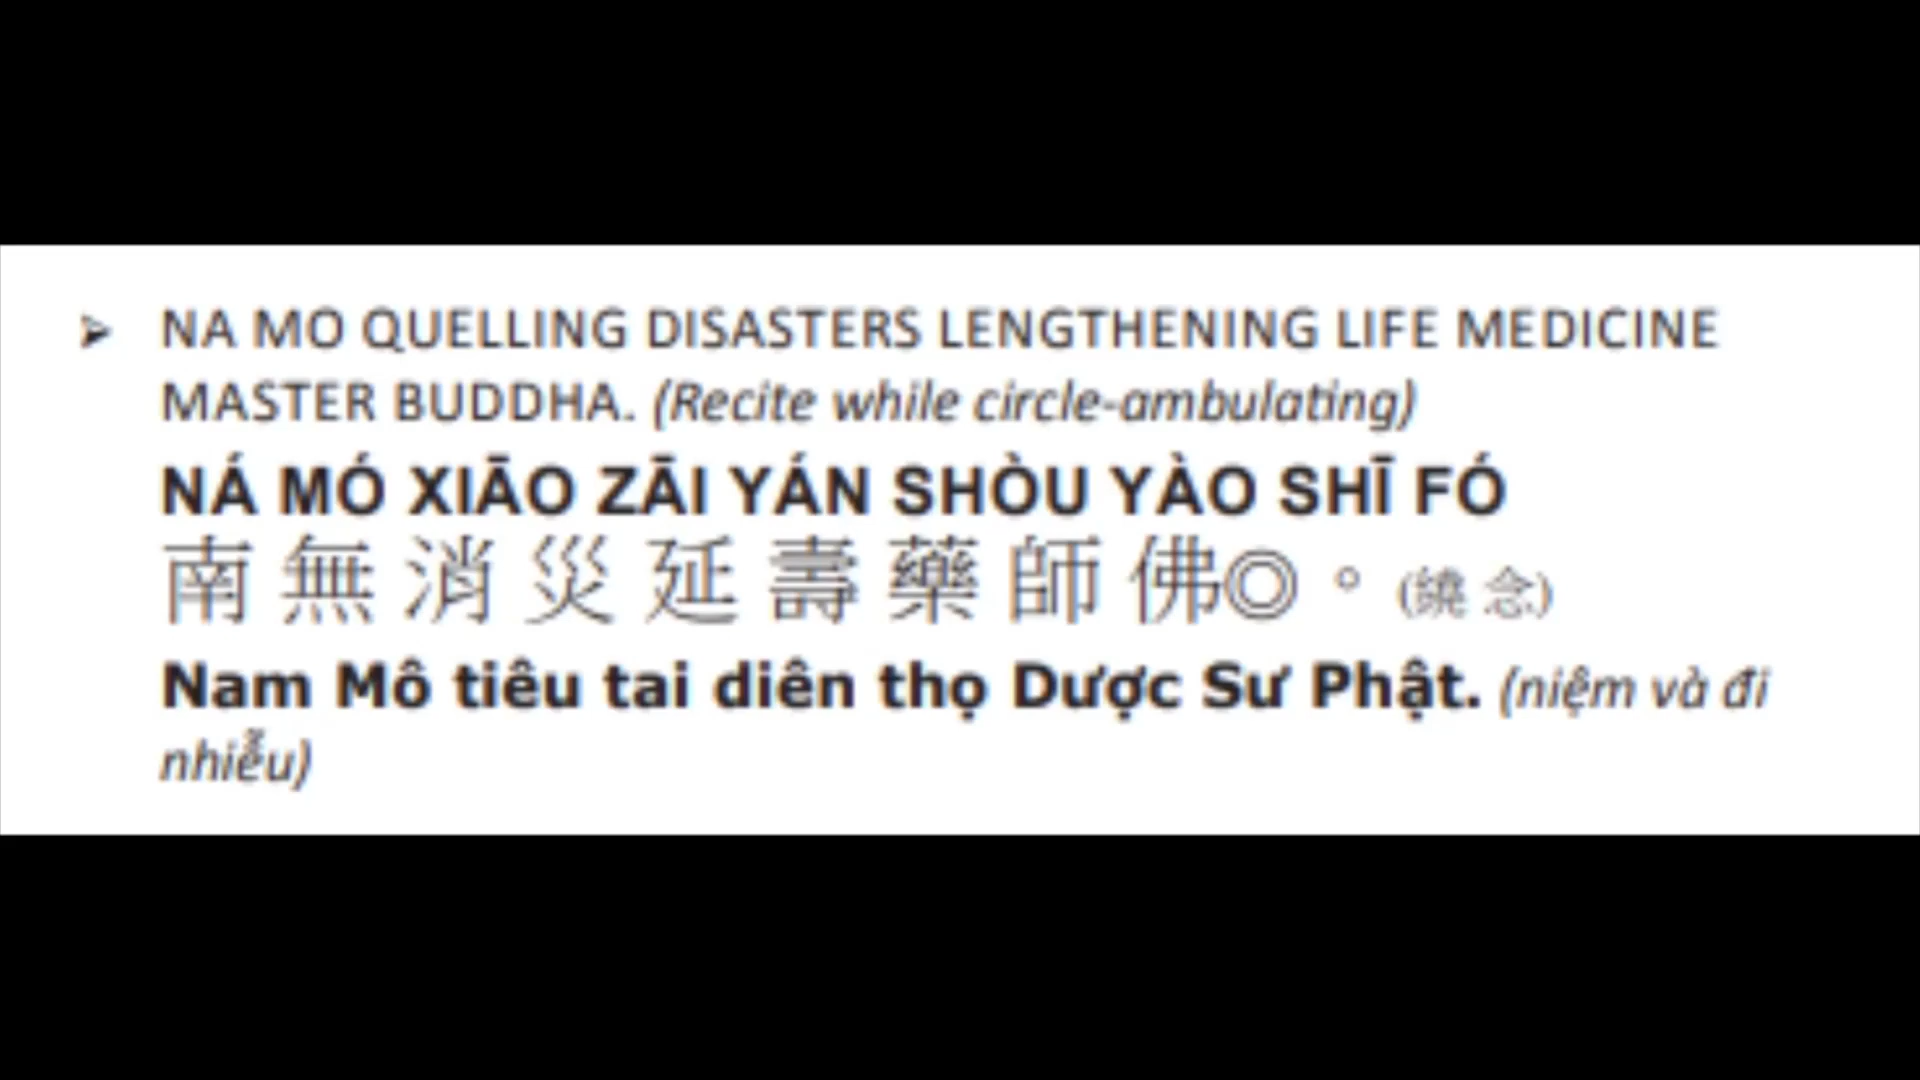 ➢ NA MO QUELLING DISASTERS LENGTHENING LIFE MEDICINE
MASTER BUDDHA. (Recite while circle-ambulating)
NÁ MÓ XIĀO ZĀI YÁN SHÒU YÀO SHĪ FÓ
南 無 消 災 延 壽 藥 師 佛◎。(繞 念)
Nam Mô tiêu tai diên thọ Dược Sư Phật. (niệm và đi
nhiễu)